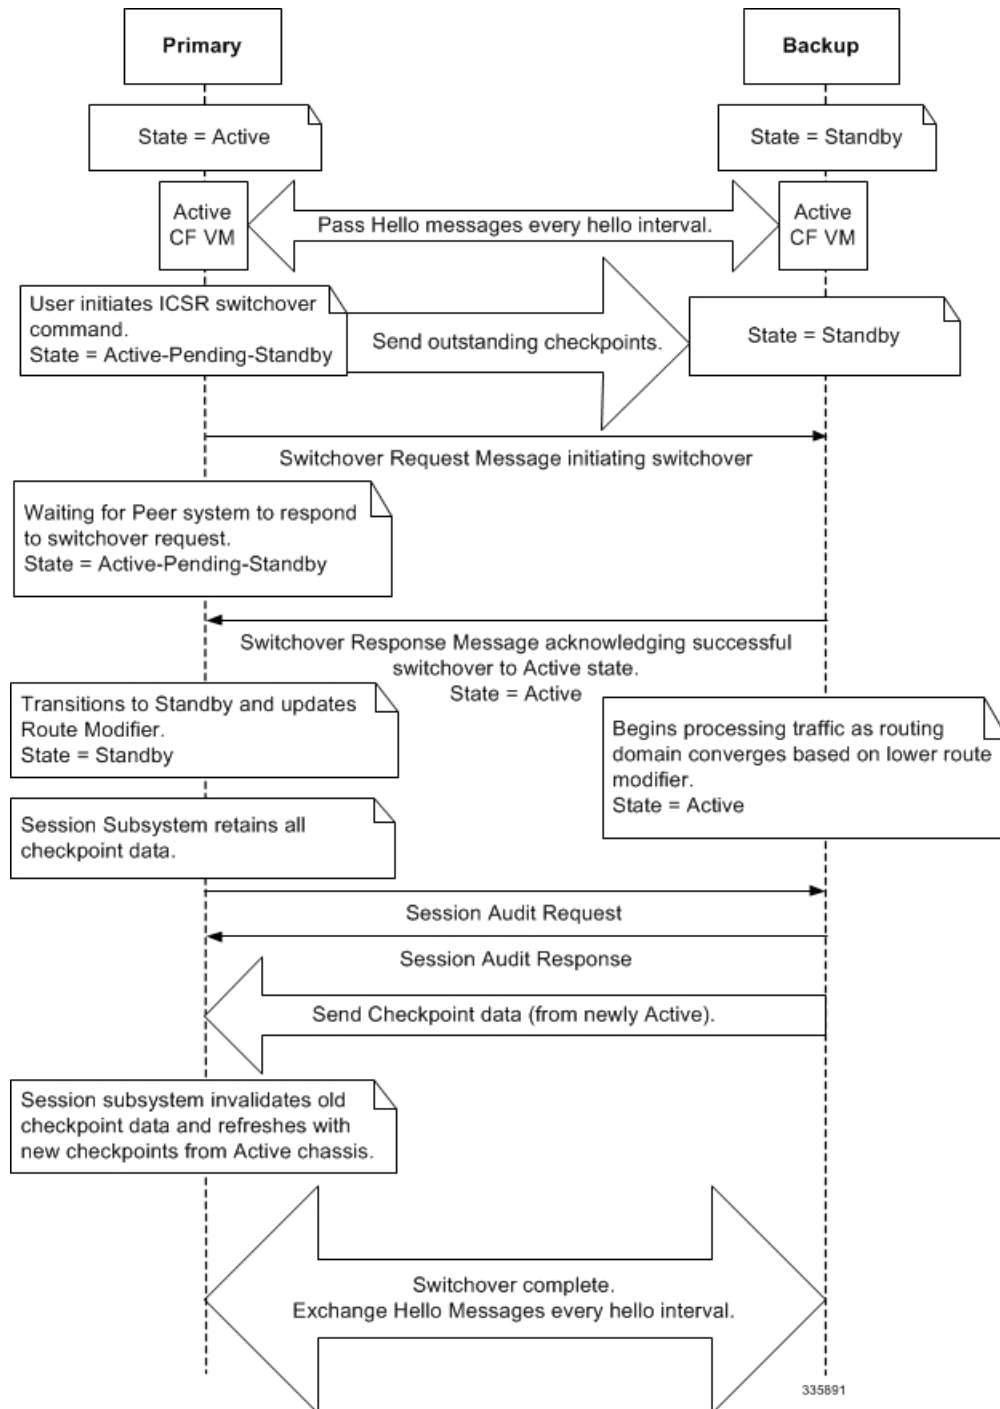 Primary
Backup
State = Active
State = Standby
Active
CF VM
Pass Hello messages every hello interval.
Active
CF VM
User initiates ICSR switchover
command.
State = Active-Pending-Standby
Send outstanding checkpoints.
State = Standby
Switchover Request Message initiating switchover
Waiting for Peer system to respond
to switchover request.
State = Active-Pending-Standby
Switchover Response Message acknowledging successful
switchover to Active state.
State = Active
Transitions to Standby and updates
Route Modifier.
State = Standby
Begins processing traffic as routing
domain converges based on lower route
modifier.
State = Active
Session Subsystem retains all
checkpoint data.
Session Audit Request
Session Audit Response
Send Checkpoint data (from newly Active).
Session subsystem invalidates old
checkpoint data and refreshes with
new checkpoints from Active chassis.
Switchover complete.
Exchange Hello Messages every hello interval.
335891